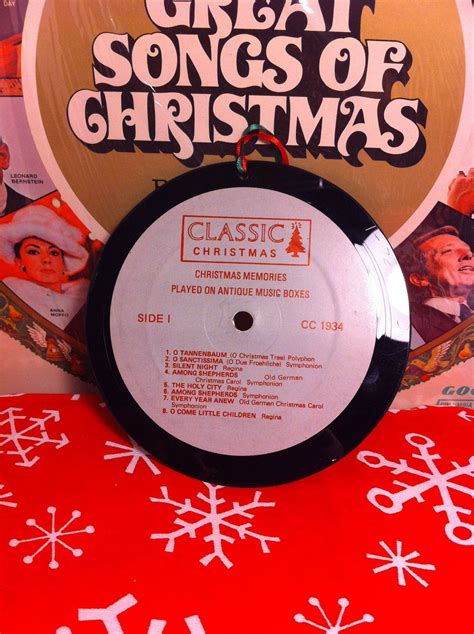 DAY
GREAT
SONGS OF
CHRISTMAS
LEONARD
BERNSTEIN
ANNA
MOFFO
CLASSIC
CHRISTMAS
CHRISTMAS MEMORIES
PLAYED ON ANTIQUE MUSIC BOXES
SIDE I
CC 1934
1. O TANNENBAUM (O Christmas Tree) Polyphon
2. O SANCTISSIMA (O Due Froehliche) Symphonion
3. SILENT NIGHT Regina
4. AMONG SHEPHERDS Old German
Christmas Carol Symphonion
5. THE HOLY CITY Regina
6. AMONG SHEPHERDS Symphonion
7. EVERY YEAR ANEW Old German Christmas Carol
Symphonion
8. O COME LITTLE CHILDREN Regina